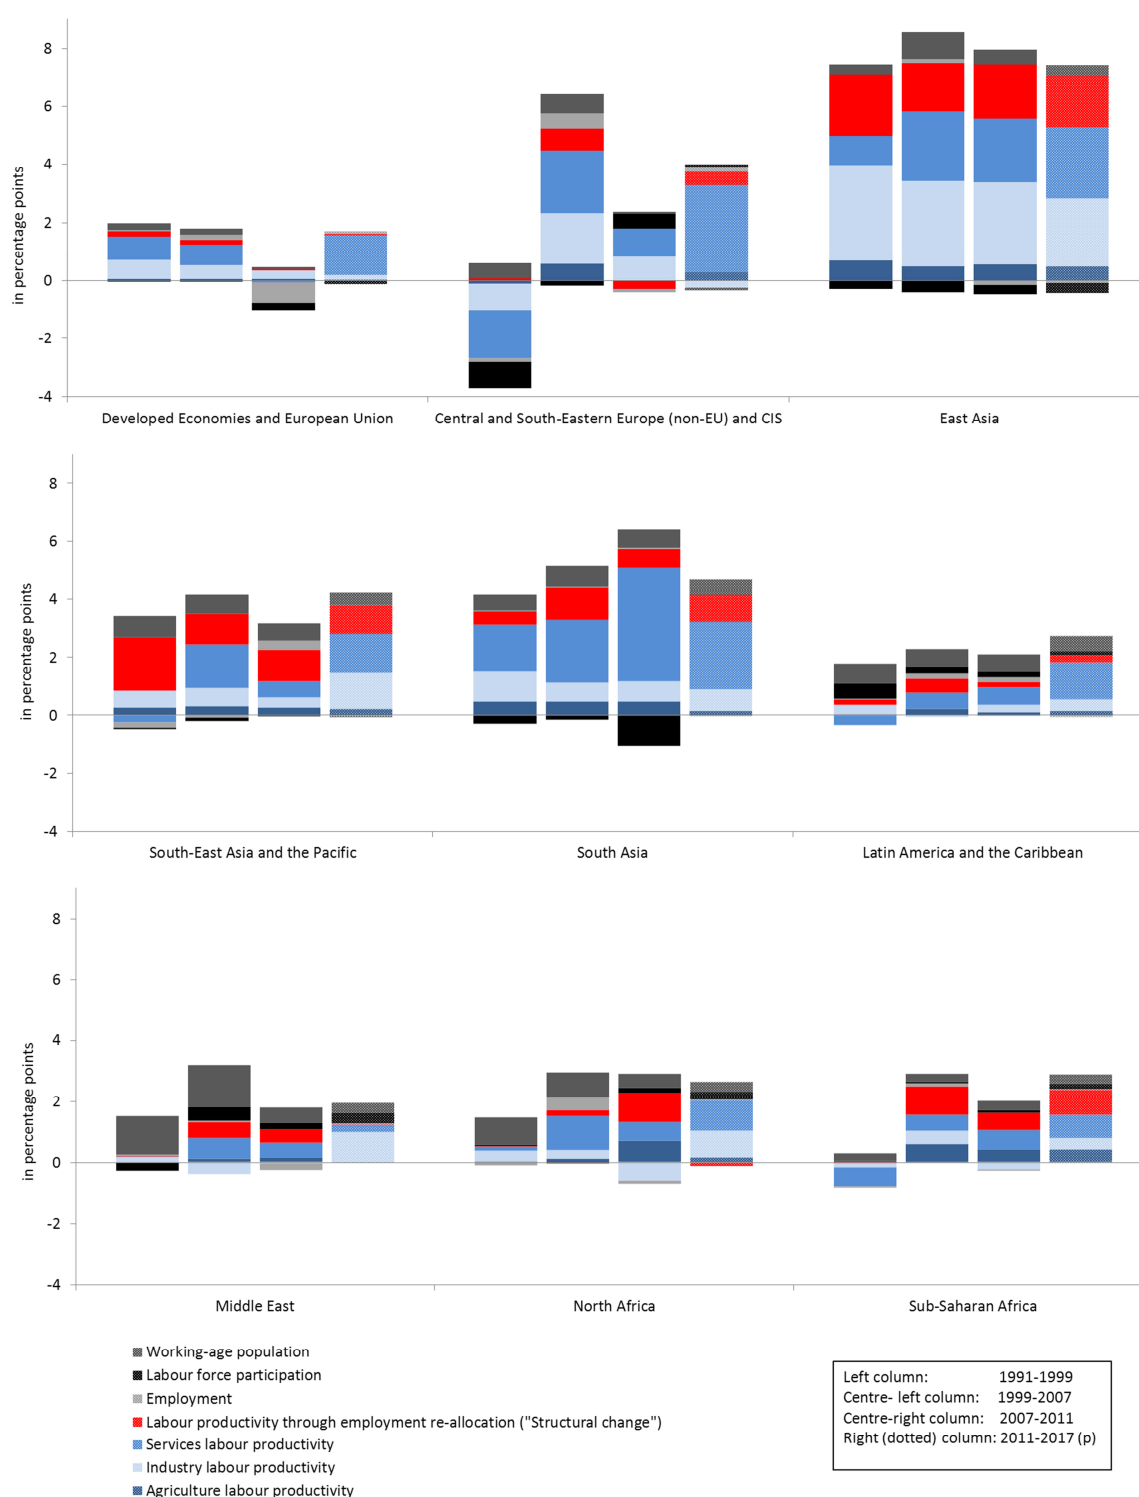 8
6
4
2
0
-2
-4
in percentage points
Developed Economies and European Union
Central and South-Eastern Europe (non-EU) and CIS
East Asia
8
6
4
2
0
-2
-4
in percentage points
South-East Asia and the Pacific
South Asia
Latin America and the Caribbean
8
6
4
2
0
-2
-4
in percentage points
Middle East
North Africa
Sub-Saharan Africa
Working-age population
Labour force participation
Employment
Labour productivity through employment re-allocation ("Structural change")
Services labour productivity
Industry labour productivity
Agriculture labour productivity
Left column: 1991-1999
Centre- left column: 1999-2007
Centre-right column: 2007-2011
Right (dotted) column: 2011-2017 (p)